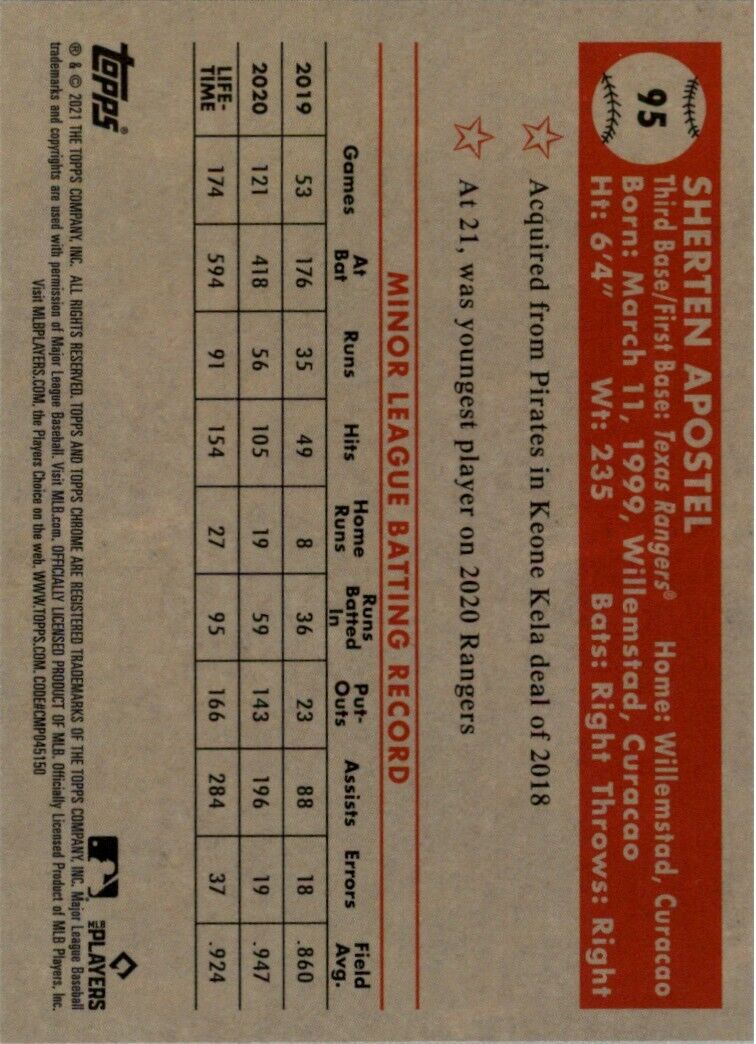 95
SHERTEN APOSTEL
Third Base/First Base: Texas Rangers® Home: Willemstad, Curacao
Born: March 11, 1999, Willemstad, Curacao
Ht: 6'4" Wt: 235 Bats: Right Throws: Right
Acquired from Pirates in Keone Kela deal of 2018
At 21, was youngest player on 2020 Rangers
MINOR LEAGUE BATTING RECORD
Games At Bat Runs Hits Home Runs Runs Batted In Put-Outs Assists Errors Field Avg.
2019 53 176 35 49 8 36 23 88 18 .860
2020 121 418 56 105 19 59 143 196 19 .947
LIFE-TIME 174 594 91 154 27 95 166 284 37 .924
topps®
MLB PLAYERS
® & © 2021 THE TOPPS COMPANY, INC. ALL RIGHTS RESERVED. TOPPS AND TOPPS CHROME ARE REGISTERED TRADEMARKS OF THE TOPPS COMPANY, INC. Major League Baseball
trademarks and copyrights are used with permission of Major League Baseball. Visit MLB.com. OFFICIALLY LICENSED PRODUCT OF MLB. Officially Licensed Product of MLB Players, Inc.
Visit MLBPLAYERS.COM, the Players Choice on the web. WWW.TOPPS.COM. CODE#CMP045150